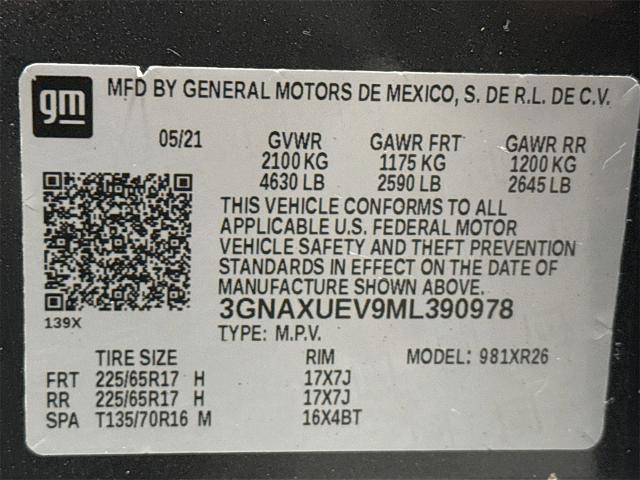 gm
MFD BY GENERAL MOTORS DE MEXICO, S. DE R.L. DE C.V.
05/21 GVWR GAWR FRT GAWR RR
2100 KG 1175 KG 1200 KG
4630 LB 2590 LB 2645 LB
THIS VEHICLE CONFORMS TO ALL
APPLICABLE U.S. FEDERAL MOTOR
VEHICLE SAFETY AND THEFT PREVENTION
STANDARDS IN EFFECT ON THE DATE OF
MANUFACTURE SHOWN ABOVE.
3GNAXUEV9ML390978
139X
TYPE: M.P.V.
TIRE SIZE RIM MODEL: 981XR26
FRT 225/65R17 H 17X7J
RR 225/65R17 H 17X7J
SPA T135/70R16 M 16X4BT